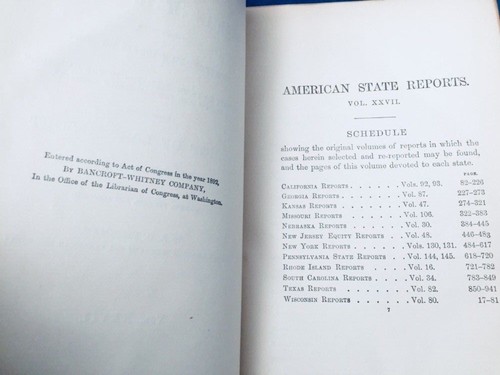 Entered according to Act of Congress in the year 1892,
BY BANCROFT-WHITNEY COMPANY,
In the Office of the Librarian of Congress, at Washington.
AMERICAN STATE REPORTS.
VOL. XXVII.
SCHEDULE
showing the original volumes of reports in which the
cases herein selected and re-reported may be found,
and the pages of this volume devoted to each state.
PAGE.
CALIFORNIA REPORTS . . . . . . Vols. 92, 93. 82-226
GEORGIA REPORTS . . . . . . Vol. 87. 227-273
KANSAS REPORTS . . . . . . Vol. 47. 274-321
MISSOURI REPORTS . . . . . . Vol. 106. 322-383
NEBRASKA REPORTS . . . . . . Vol. 30. 384-445
NEW JERSEY EQUITY REPORTS . . . Vol. 48. 446-483
NEW YORK REPORTS . . . . . Vols. 130, 131. 484-617
PENNSYLVANIA STATE REPORTS . . Vol. 144, 145. 618-720
RHODE ISLAND REPORTS . . . . Vol. 16. 721-782
SOUTH CAROLINA REPORTS . . . . Vol. 34. 783-849
TEXAS REPORTS . . . . . . Vol. 82. 850-941
WISCONSIN REPORTS . . . . . . Vol. 80. 17-81
7